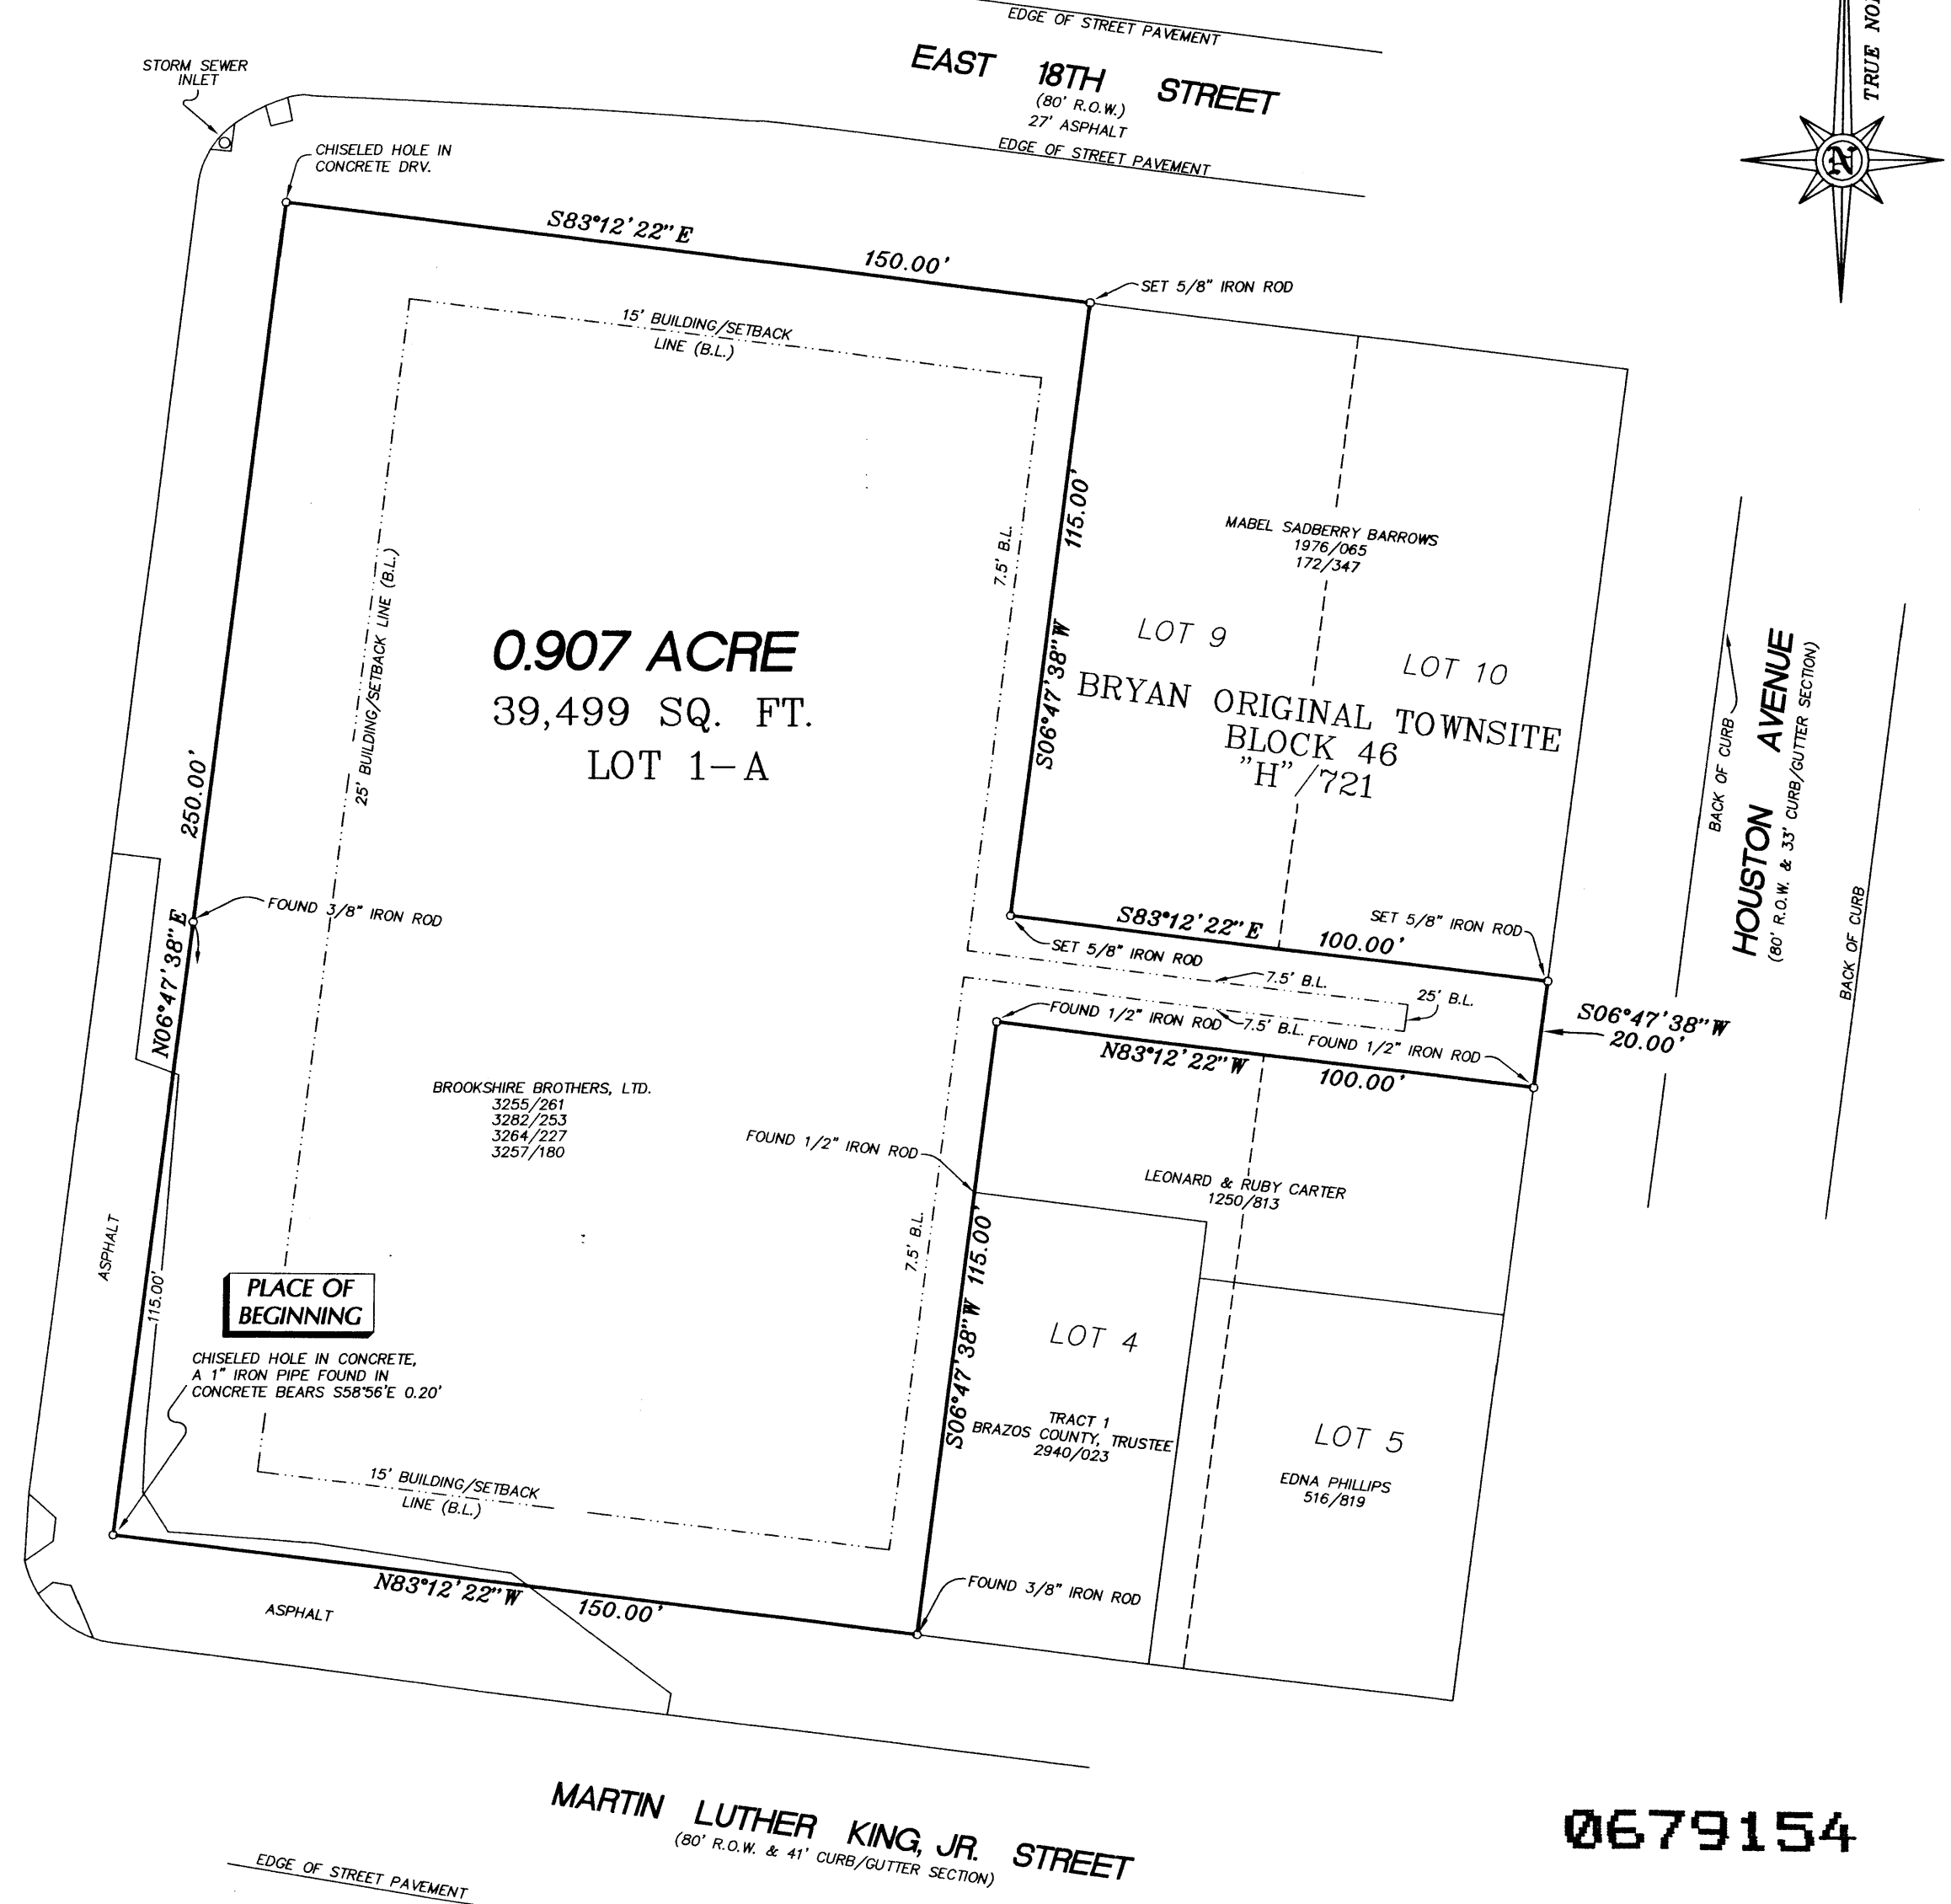 EDGE OF STREET PAVEMENT
EAST 18TH STREET
(80' R.O.W.)
27' ASPHALT
EDGE OF STREET PAVEMENT
TRUE
N
STORM SEWER
INLET
CHISELED HOLE IN
CONCRETE DRV.
S83°12'22"E 150.00'
SET 5/8" IRON ROD
15' BUILDING/SETBACK
LINE (B.L.)
25' BUILDING/SETBACK LINE (B.L.)
7.5' B.L.
S06°47'38"W 115.00'
MABEL SADBERRY BARROWS
1976/065
172/347
LOT 9
LOT 10
BRYAN ORIGINAL TOWNSITE
BLOCK 46
"H"/721
0.907 ACRE
39,499 SQ. FT.
LOT 1-A
BACK OF CURB
HOUSTON AVENUE
(80' R.O.W. & 33' CURB/GUTTER SECTION)
BACK OF CURB
N06°47'38"E 250.00'
FOUND 3/8" IRON ROD
S83°12'22"E 100.00'
SET 5/8" IRON ROD
SET 5/8" IRON ROD
7.5' B.L.
25' B.L.
S06°47'38"W
20.00'
FOUND 1/2" IRON ROD
7.5' B.L.
FOUND 1/2" IRON ROD
N83°12'22"W 100.00'
BROOKSHIRE BROTHERS, LTD.
3255/261
3282/253
3264/227
3257/180
FOUND 1/2" IRON ROD
LEONARD & RUBY CARTER
1250/813
7.5' B.L.
S06°47'38"W 115.00'
ASPHALT
115.00'
PLACE OF
BEGINNING
CHISELED HOLE IN CONCRETE,
A 1" IRON PIPE FOUND IN
CONCRETE BEARS S58°56'E 0.20'
LOT 4
TRACT 1
BRAZOS COUNTY, TRUSTEE
2940/023
LOT 5
EDNA PHILLIPS
516/819
15' BUILDING/SETBACK
LINE (B.L.)
N83°12'22"W 150.00'
FOUND 3/8" IRON ROD
ASPHALT
MARTIN LUTHER KING, JR. STREET
(80' R.O.W. & 41' CURB/GUTTER SECTION)
EDGE OF STREET PAVEMENT
0679154